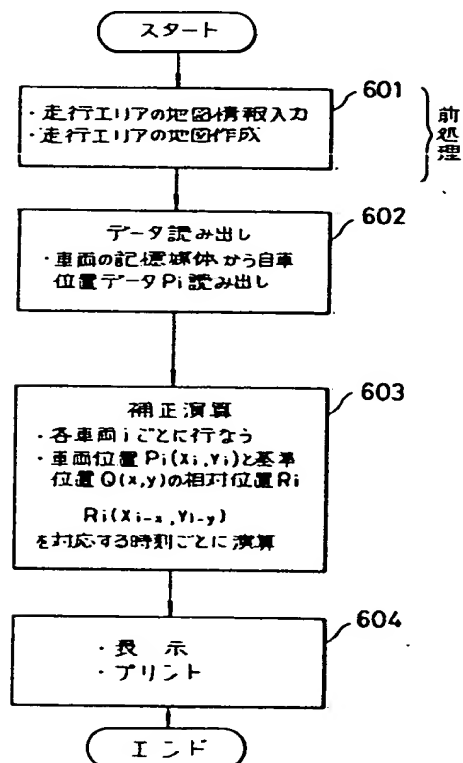 スタート
601
・走行エリアの地図情報入力
・走行エリアの地図作成
前処理
602
データ読み出し
・車両の記憶媒体から自車
位置データPi読み出し
603
補正演算
・各車両iごとに行なう
・車両位置Pi(Xi,Yi)と基準
位置Q(x,y)の相対位置Ri
Ri(Xi-x,Yi-y)
を対応する時刻ごとに演算
604
・表 示
・プリント
エンド